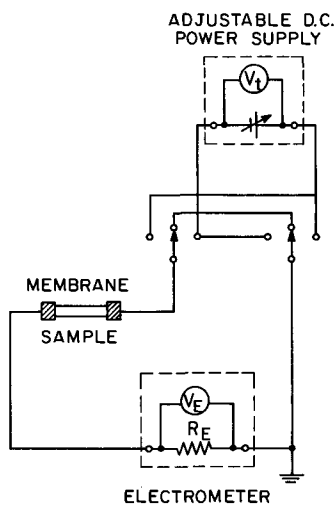 ADJUSTABLE D.C.
POWER SUPPLY
Vt
MEMBRANE
SAMPLE
VE
RE
ELECTROMETER